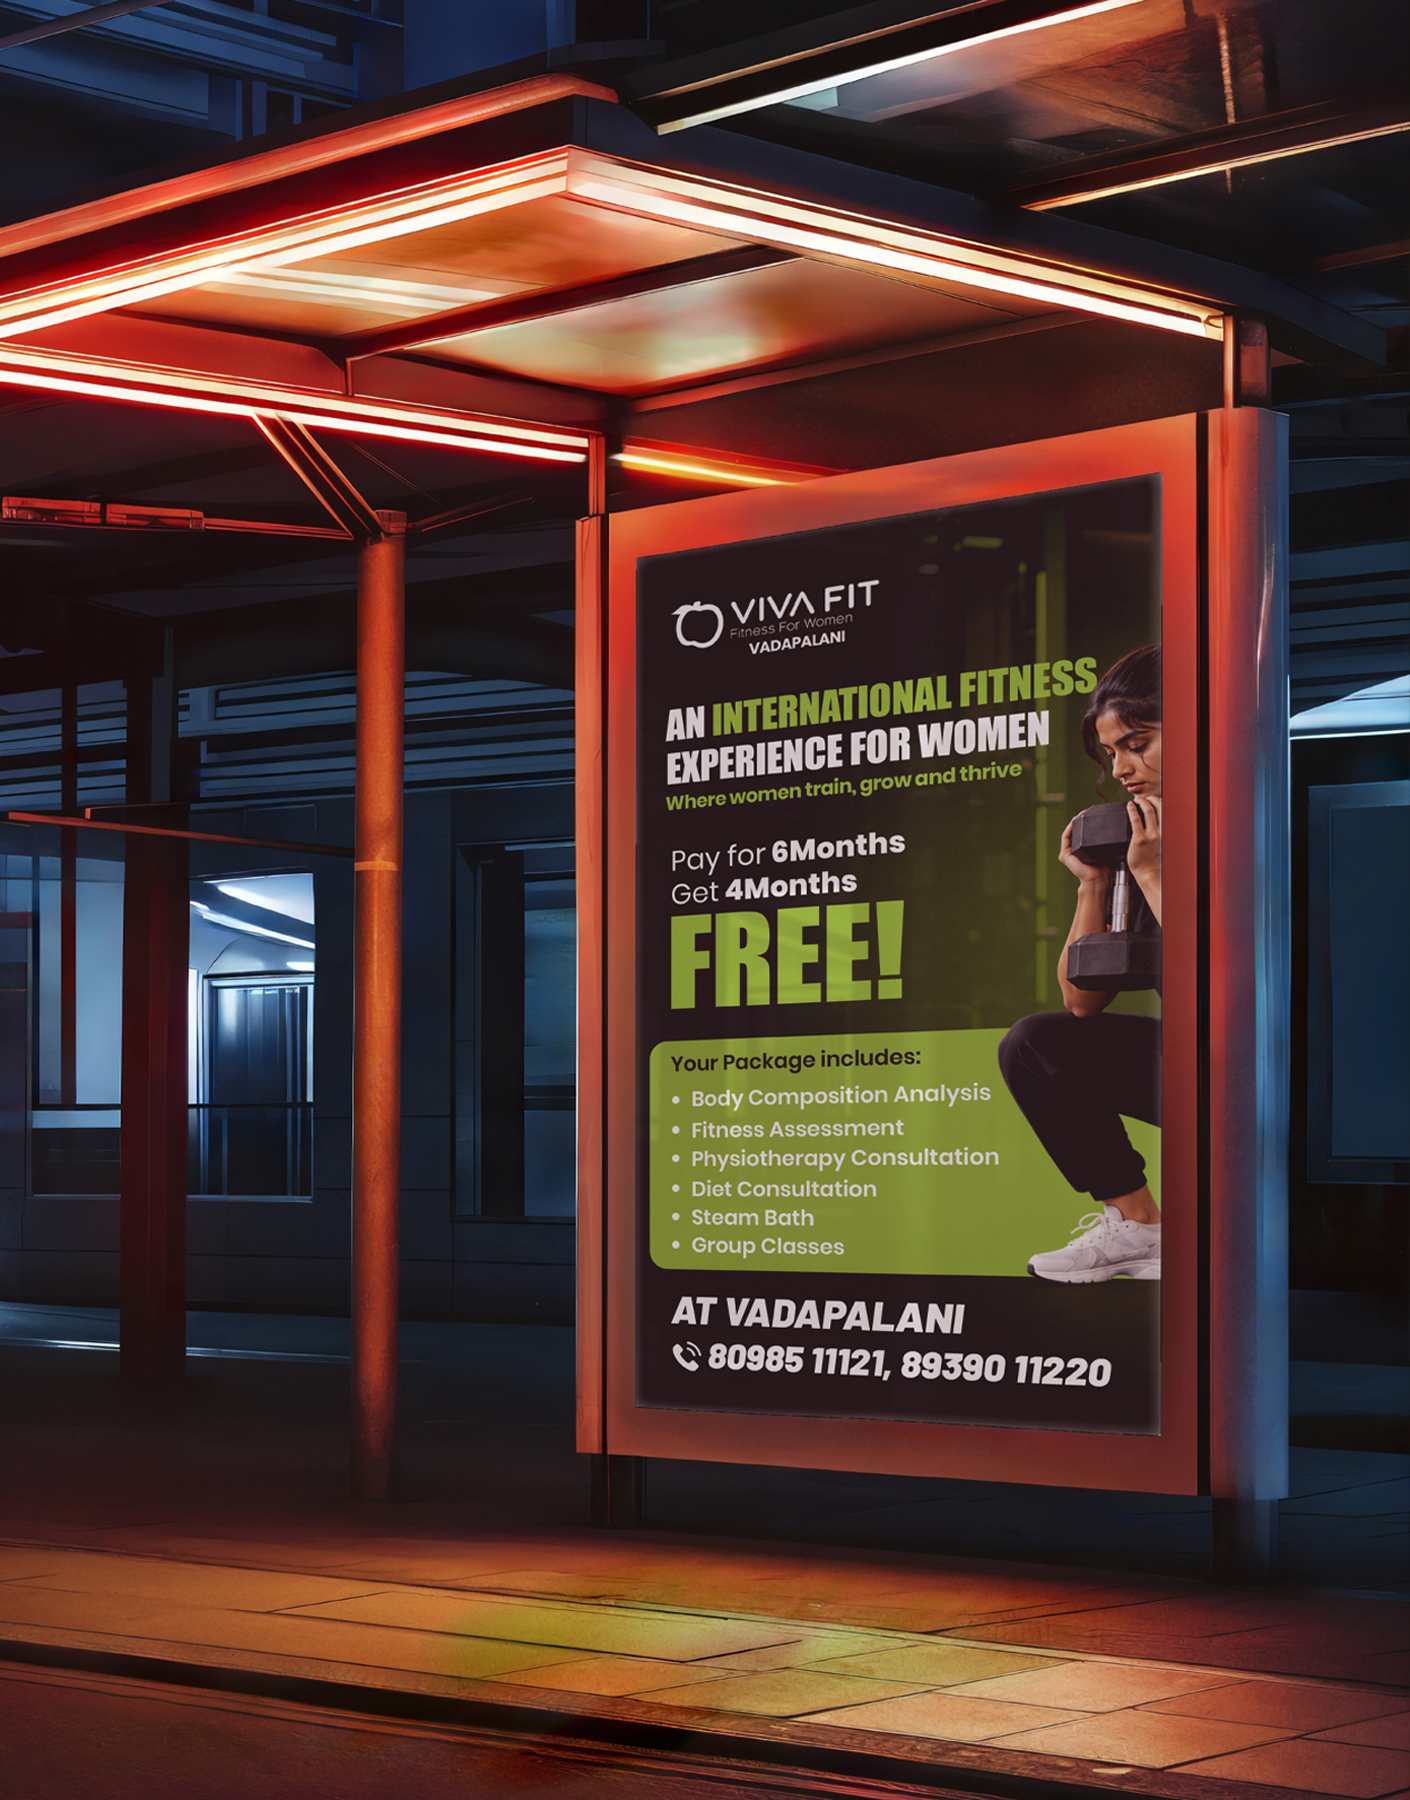 VIVA FIT
Fitness For Women
VADAPALANI
AN INTERNATIONAL FITNESS
EXPERIENCE FOR WOMEN
Where women train, grow and thrive
Pay for 6Months
Get 4Months
FREE!
Your Package includes:
• Body Composition Analysis
• Fitness Assessment
• Physiotherapy Consultation
• Diet Consultation
• Steam Bath
• Group Classes
AT VADAPALANI
80985 11121, 89390 11220